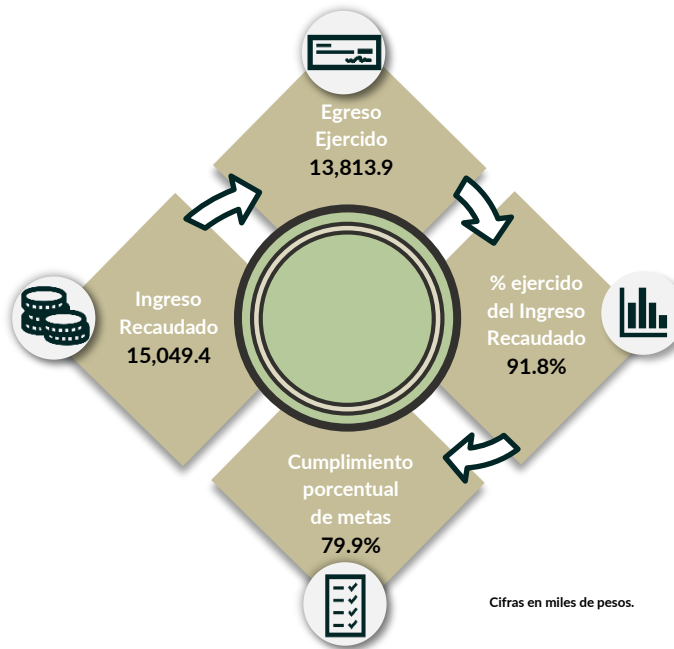 Egreso
Ejercido
13,813.9
% ejercido
del Ingreso
Recaudado
91.8%
Ingreso
Recaudado
15,049.4
Cumplimiento
porcentual
de metas
79.9%
Cifras en miles de pesos.